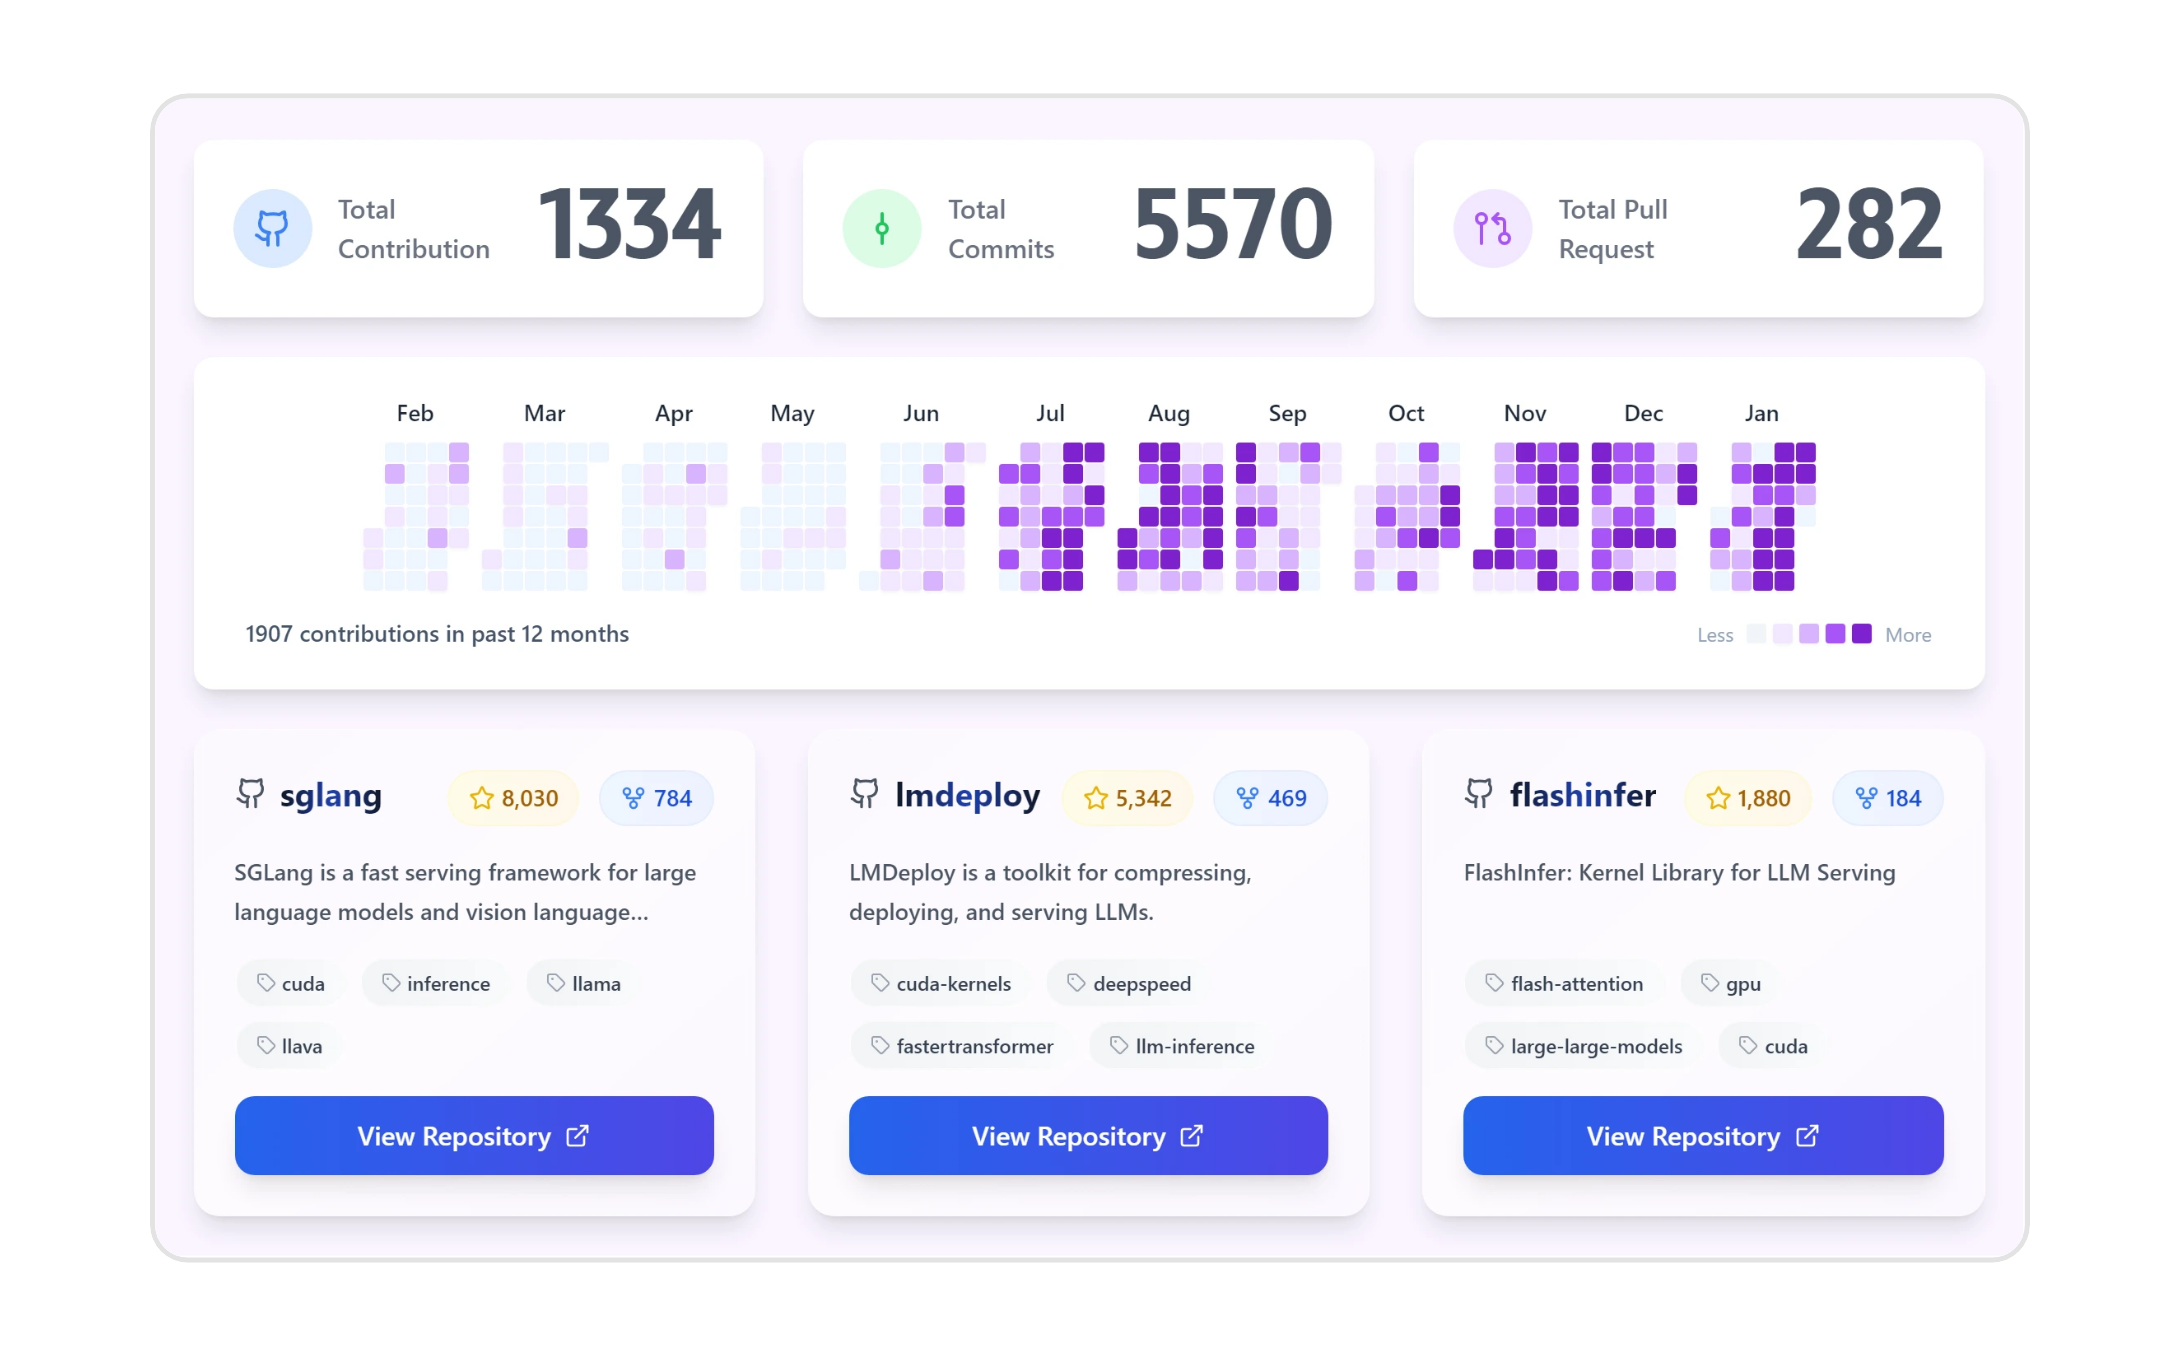 Total
Contribution
1334
Total
Commits
5570
Total Pull
Request
282
Feb Mar Apr May Jun Jul Aug Sep Oct Nov Dec Jan
1907 contributions in past 12 months
Less More
sglang 8,030 784
SGLang is a fast serving framework for large
language models and vision language...
cuda inference llama
llava
View Repository
lmdeploy 5,342 469
LMDeploy is a toolkit for compressing,
deploying, and serving LLMs.
cuda-kernels deepspeed
fastertransformer llm-inference
View Repository
flashinfer 1,880 184
FlashInfer: Kernel Library for LLM Serving
flash-attention gpu
large-large-models cuda
View Repository